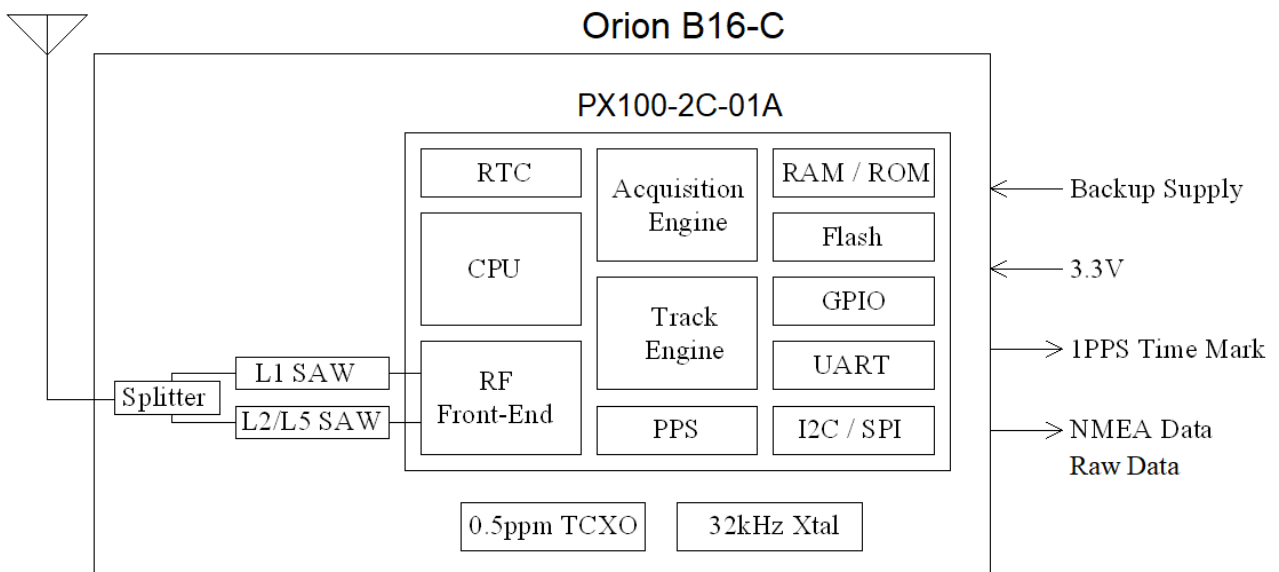 Orion B16-C
PX100-2C-01A
RTC
Acquisition
Engine
RAM / ROM
CPU
Flash
Track
Engine
GPIO
RF
Front-End
UART
PPS
I2C / SPI
L1 SAW
Splitter
L2/L5 SAW
0.5ppm TCXO
32kHz Xtal
Backup Supply
3.3V
1PPS Time Mark
NMEA Data
Raw Data